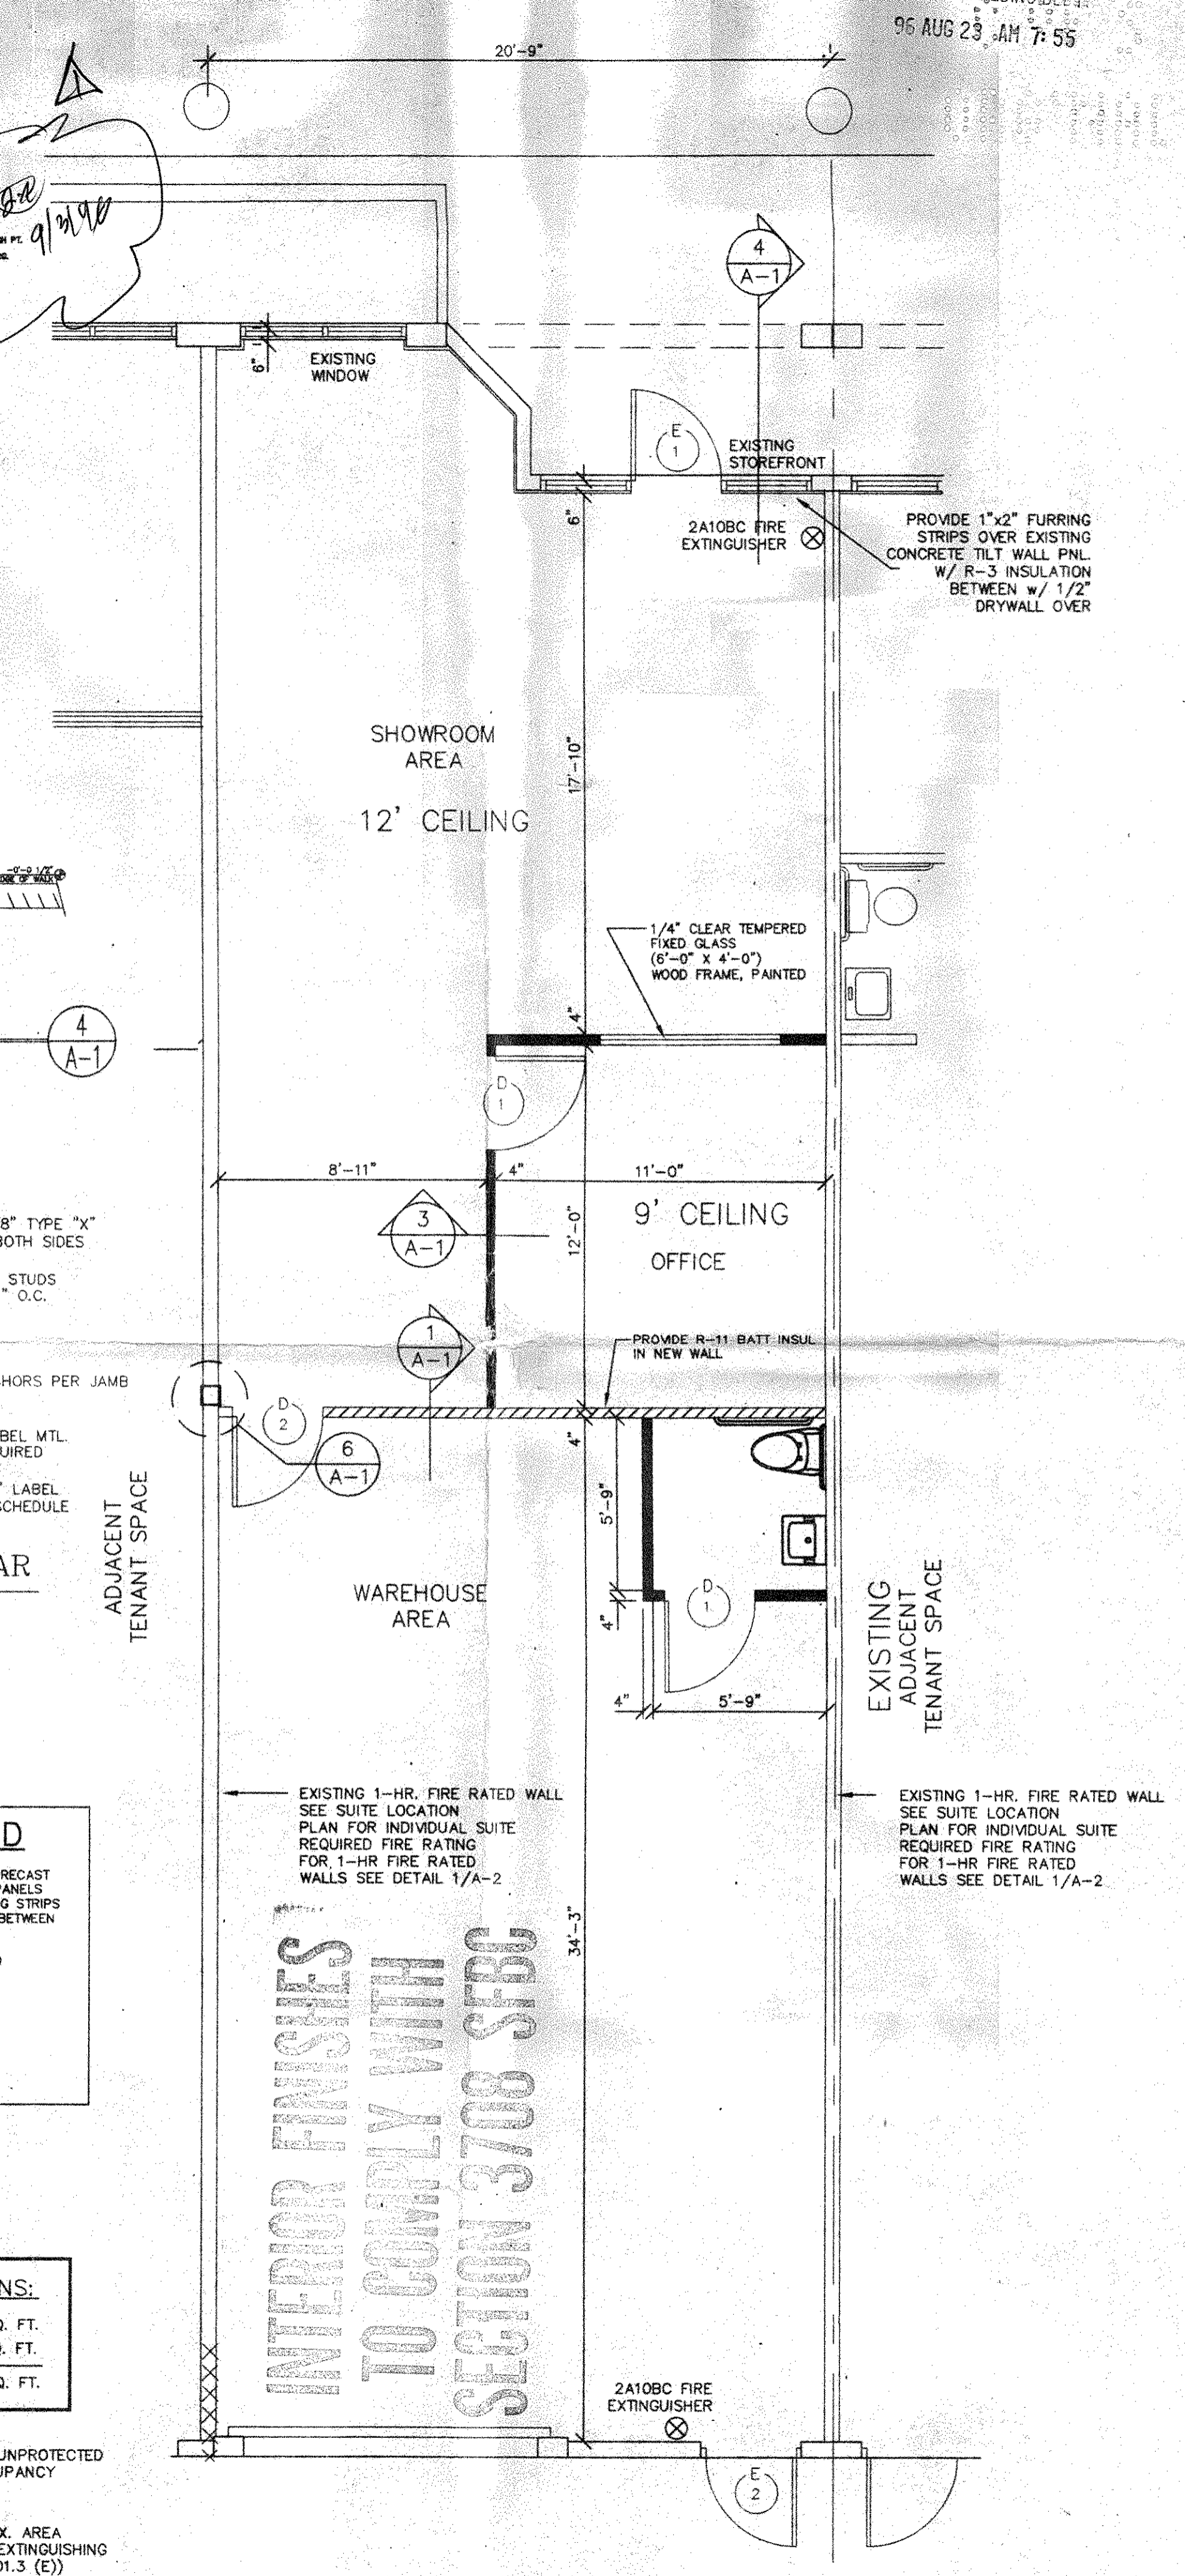 96 AUG 23 AM 7:55
20'-9"
1
9/3/96
4
A-1
6"
EXISTING
WINDOW
E
1
EXISTING
STOREFRONT
6"
2A10BC FIRE
EXTINGUISHER
PROVIDE 1"x2" FURRING
STRIPS OVER EXISTING
CONCRETE TILT WALL PNL.
W/ R-3 INSULATION
BETWEEN w/ 1/2"
DRYWALL OVER
SHOWROOM
AREA
12' CEILING
17'-10"
-0'-0 1/2"
EDGE OF WALK
1/4" CLEAR TEMPERED
FIXED GLASS
(6'-0" X 4'-0")
WOOD FRAME, PAINTED
4"
4
A-1
D
1
8'-11"
4"
11'-0"
9' CEILING
OFFICE
12'-0"
3
A-1
8" TYPE "X"
BOTH SIDES
STUDS
" O.C.
1
A-1
PROVIDE R-11 BATT INSUL
IN NEW WALL
HORS PER JAMB
D
2
6
A-1
BEL MTL.
UIRED
' LABEL
SCHEDULE
AR
ADJACENT
TENANT SPACE
4"
5'-9"
4"
D
1
4"
5'-9"
WAREHOUSE
AREA
EXISTING
ADJACENT
TENANT SPACE
EXISTING 1-HR. FIRE RATED WALL
SEE SUITE LOCATION
PLAN FOR INDIVIDUAL SUITE
REQUIRED FIRE RATING
FOR 1-HR FIRE RATED
WALLS SEE DETAIL 1/A-2
EXISTING 1-HR. FIRE RATED WALL
SEE SUITE LOCATION
PLAN FOR INDIVIDUAL SUITE
REQUIRED FIRE RATING
FOR 1-HR FIRE RATED
WALLS SEE DETAIL 1/A-2
D
RECAST
PANELS
G STRIPS
BETWEEN
34'-3"
INTERIOR FINISHES
TO COMPLY WITH
SECTION 3708 SFBC
NS:
Q. FT.
Q. FT.
Q. FT.
2A10BC FIRE
EXTINGUISHER
UNPROTECTED
UPANCY
E
2
X. AREA
EXTINGUISHING
01.3 (E))